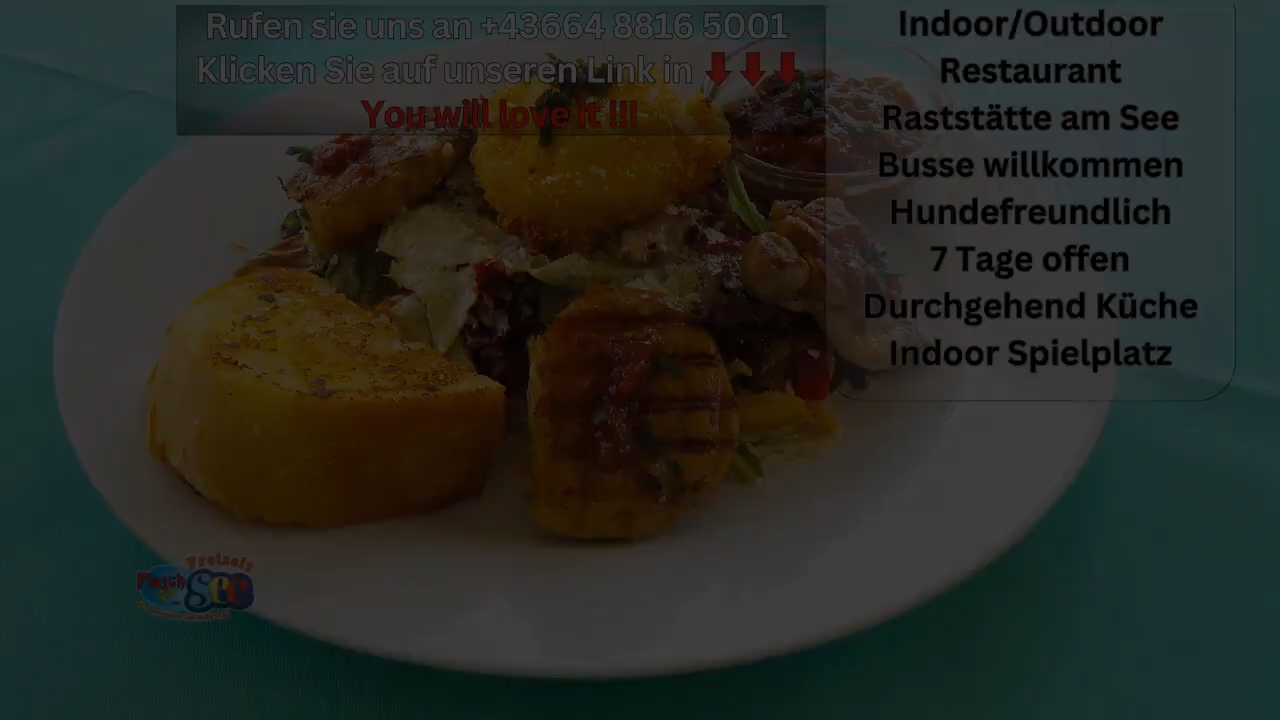 Rufen sie uns an +43664 8816 5001
Klicken Sie auf unseren Link in
You will love it !!!
Indoor/Outdoor
Restaurant
Raststätte am See
Busse willkommen
Hundefreundlich
7 Tage offen
Durchgehend Küche
Indoor Spielplatz
See